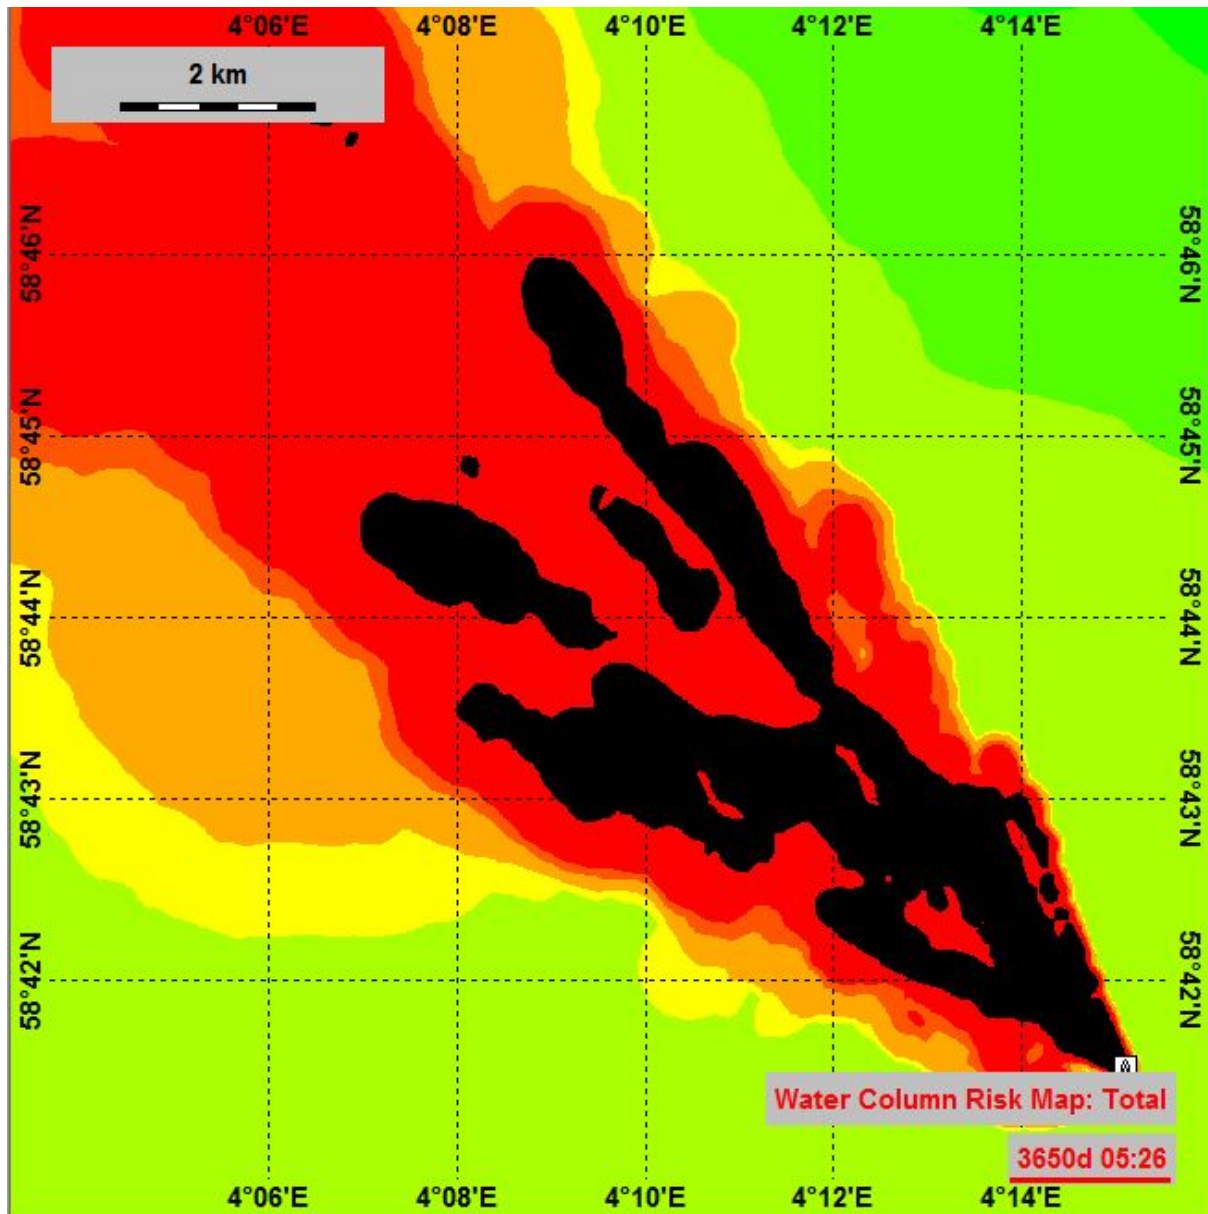 4°06'E 4°08'E 4°10'E 4°12'E 4°14'E
2 km
58°46'N 58°46'N
58°45'N 58°45'N
58°44'N 58°44'N
58°43'N 58°43'N
58°42'N 58°42'N
Water Column Risk Map: Total
3650d 05:26
4°06'E 4°08'E 4°10'E 4°12'E 4°14'E